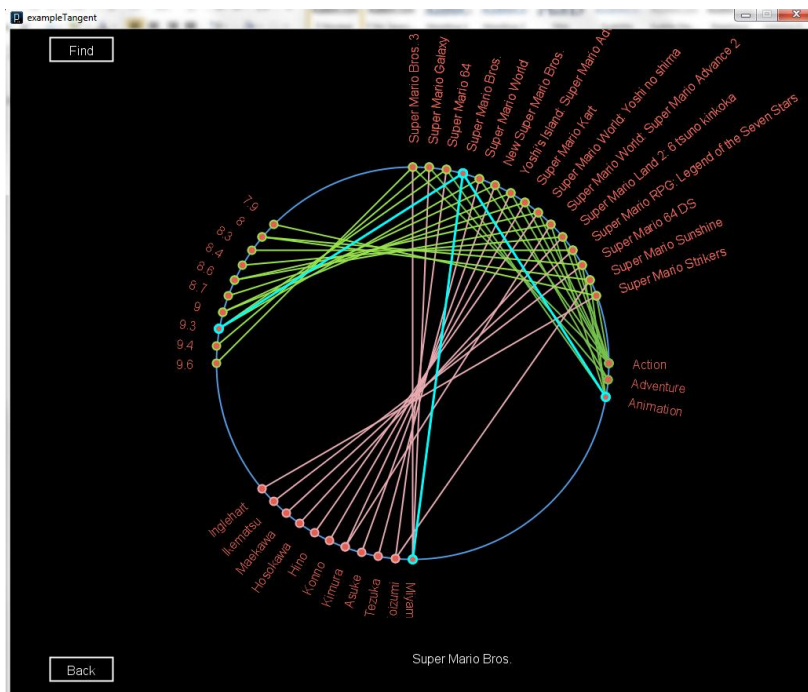 exampleTangent
Find
Super Mario Bros. 3
Super Mario Galaxy
Super Mario 64
Super Mario Bros.
Super Mario World
New Super Mario Bros.
Yoshi's Island: Super Mario Ad
Super Mario Kart
Super Mario World: Yoshi no shima
Super Mario World: Super Mario Advance 2
Super Mario Land 2: 6 tsuno kinkoka
Super Mario RPG: Legend of the Seven Stars
Super Mario 64 DS
Super Mario Sunshine
Super Mario Strikers
7.9
8
8.3
8.4
8.6
8.7
9
9.3
9.4
9.6
Action
Adventure
Animation
Inglehart
Ikematsu
Maekawa
Hosokawa
Hino
Konno
Kimura
Asuke
Tezuka
Super Mario Bros.
Back